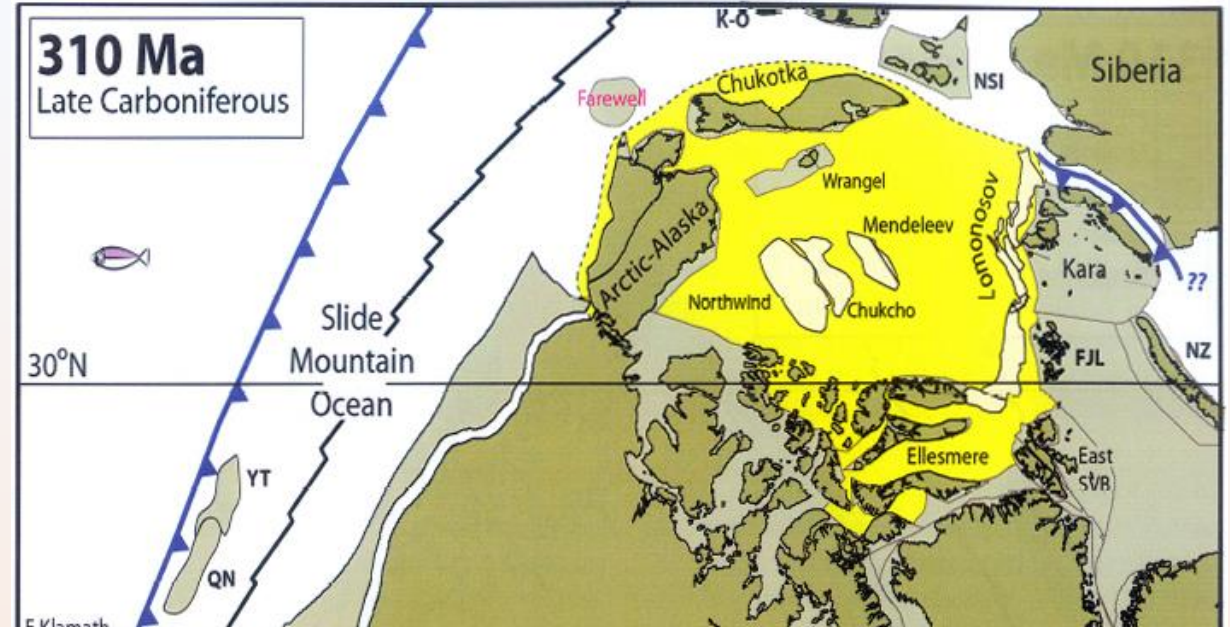 310 Ma
Late Carboniferous
K-O
NSI
Siberia
Chukotka
Farewell
Wrangel
Lomonosov
Arctic-Alaska
Mendeleev
Kara
??
Northwind
Chukcho
Slide
Mountain
Ocean
30°N
FJL
NZ
Ellesmere
East
SVB
YT
QN
E Klamath